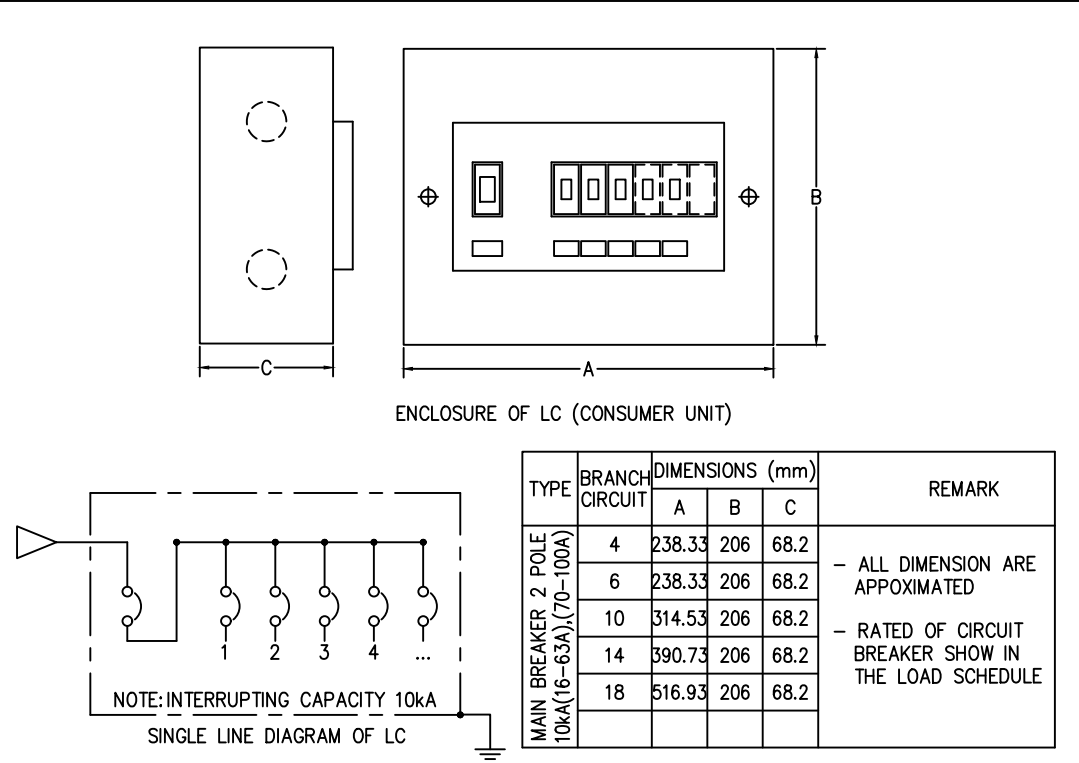 B
C
A
ENCLOSURE OF LC (CONSUMER UNIT)
TYPE
BRANCH
CIRCUIT
DIMENSIONS (mm)
A B C
REMARK
MAIN BREAKER 2 POLE
10kA(16-63A),(70-100A)
4 238.33 206 68.2
6 238.33 206 68.2
10 314.53 206 68.2
14 390.73 206 68.2
18 516.93 206 68.2
- ALL DIMENSION ARE
APPOXIMATED
- RATED OF CIRCUIT
BREAKER SHOW IN
THE LOAD SCHEDULE
1 2 3 4 ...
NOTE: INTERRUPTING CAPACITY 10kA
SINGLE LINE DIAGRAM OF LC